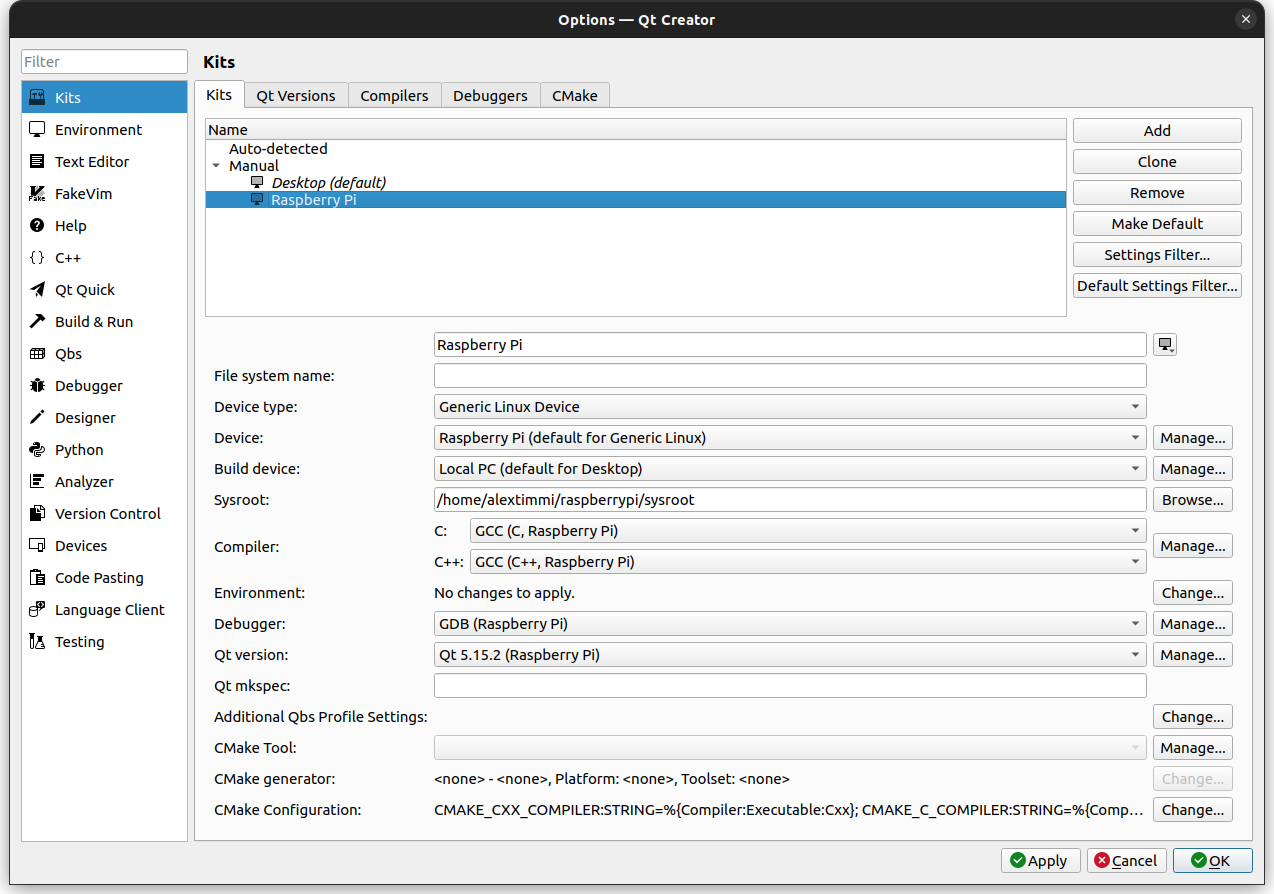 Options — Qt Creator
Filter
Kits
Environment
Text Editor
FakeVim
Help
C++
Qt Quick
Build & Run
Qbs
Debugger
Designer
Python
Analyzer
Version Control
Devices
Code Pasting
Language Client
Testing
Kits
Kits Qt Versions Compilers Debuggers CMake
Name
Auto-detected
Manual
Desktop (default)
Raspberry Pi
Add
Clone
Remove
Make Default
Settings Filter...
Default Settings Filter...
Raspberry Pi
File system name:
Device type: Generic Linux Device
Device: Raspberry Pi (default for Generic Linux) Manage...
Build device: Local PC (default for Desktop) Manage...
Sysroot: /home/alextimmi/raspberrypi/sysroot Browse...
Compiler:
C: GCC (C, Raspberry Pi)
C++: GCC (C++, Raspberry Pi)
Manage...
Environment: No changes to apply. Change...
Debugger: GDB (Raspberry Pi) Manage...
Qt version: Qt 5.15.2 (Raspberry Pi) Manage...
Qt mkspec:
Additional Qbs Profile Settings: Change...
CMake Tool: Manage...
CMake generator: <none> - <none>, Platform: <none>, Toolset: <none> Change...
CMake Configuration: CMAKE_CXX_COMPILER:STRING=%{Compiler:Executable:Cxx}; CMAKE_C_COMPILER:STRING=%{Comp... Change...
Apply Cancel OK